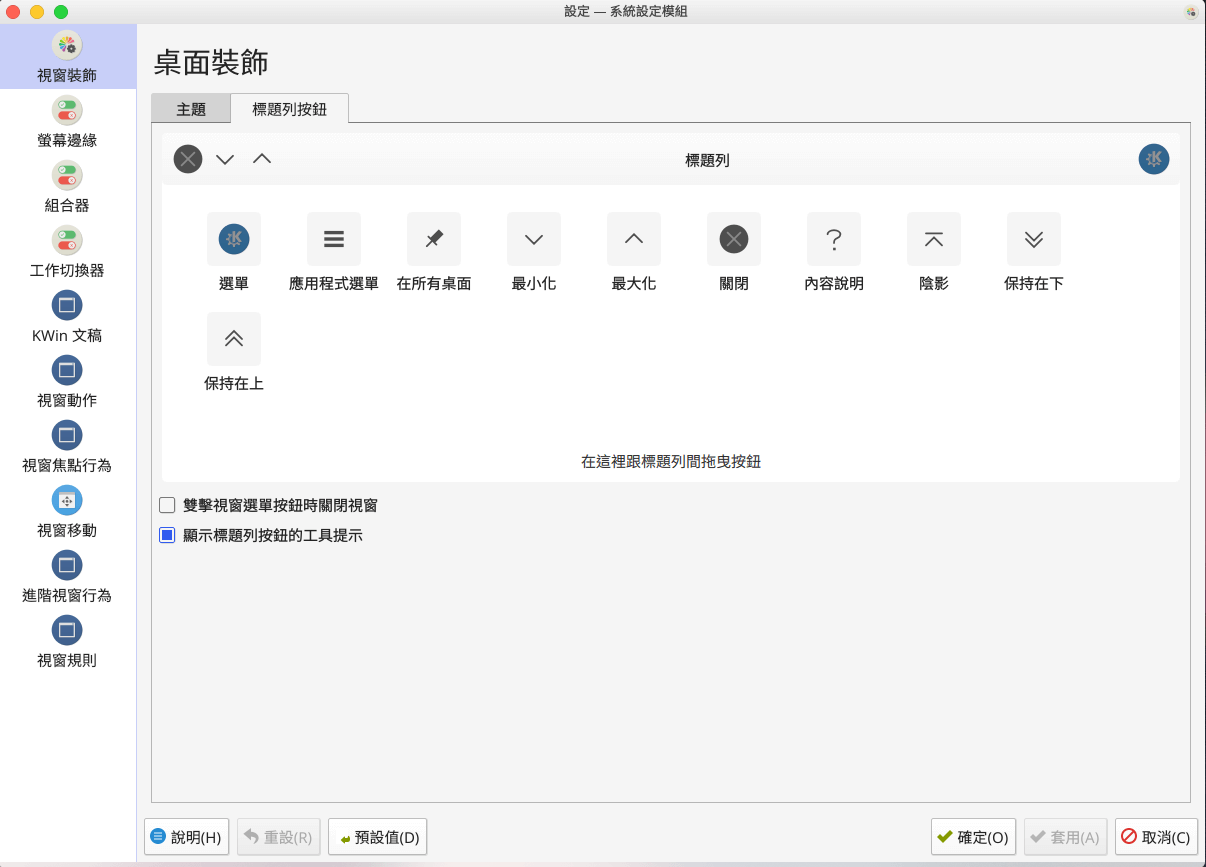 設定 — 系統設定模組
視窗裝飾
螢幕邊緣
組合器
工作切換器
KWin 文稿
視窗動作
視窗焦點行為
視窗移動
進階視窗行為
視窗規則
桌面裝飾
主題
標題列按鈕
標題列
選單
應用程式選單
在所有桌面
最小化
最大化
關閉
內容說明
陰影
保持在下
保持在上
在這裡跟標題列間拖曳按鈕
雙擊視窗選單按鈕時關閉視窗
顯示標題列按鈕的工具提示
說明(H)
重設(R)
預設值(D)
確定(O)
套用(A)
取消(C)